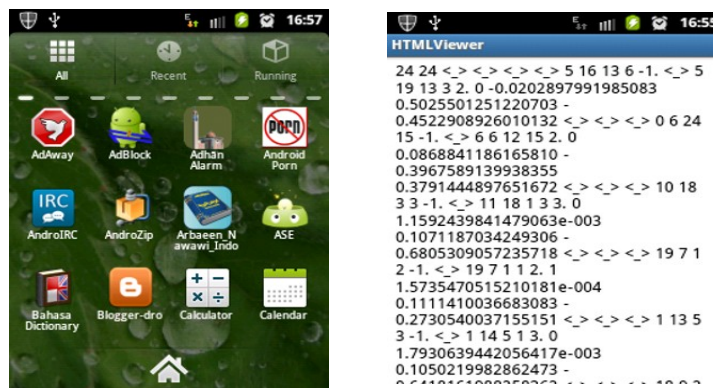 16:57
All
Recent
Running
PORN
AdAway
AdBlock
Adhān
Alarm
Android
Porn
IRC
AndroIRC
AndroZip
Arbaeen_N
awawi_Indo
ASE
Bahasa
Dictionary
Blogger-dro
Calculator
Calendar
16:55
HTMLViewer
24 24 <_> <_> <_> <_> 5 16 13 6 -1. <_> 5
19 13 3 2. 0 -0.0202899791985083
0.5025501251220703 -
0.4522908926010132 <_> <_> <_> 0 6 24
15 -1. <_> 6 6 12 15 2. 0
0.0868841186165810 -
0.3967589139938355
0.3791444897651672 <_> <_> <_> 10 18
3 3 -1. <_> 11 18 1 3 3. 0
1.1592439841479063e-003
0.1071187034249306 -
0.6805309057235718 <_> <_> <_> 19 7 1
2 -1. <_> 19 7 1 1 2. 1
1.5735470515210181e-004
0.1111410036683083 -
0.2730540037155151 <_> <_> <_> 1 13 5
3 -1. <_> 1 14 5 1 3. 0
1.7930639442056417e-003
0.1050219982862473 -